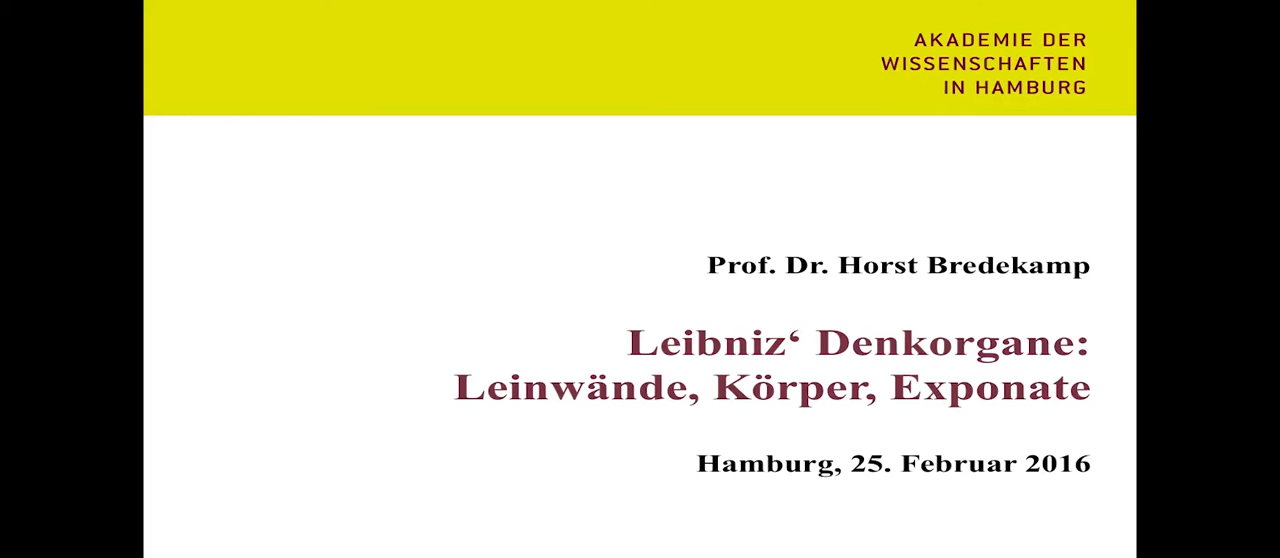 AKADEMIE DER
WISSENSCHAFTEN
IN HAMBURG
Prof. Dr. Horst Bredekamp
Leibniz‘ Denkorgane:
Leinwände, Körper, Exponate
Hamburg, 25. Februar 2016